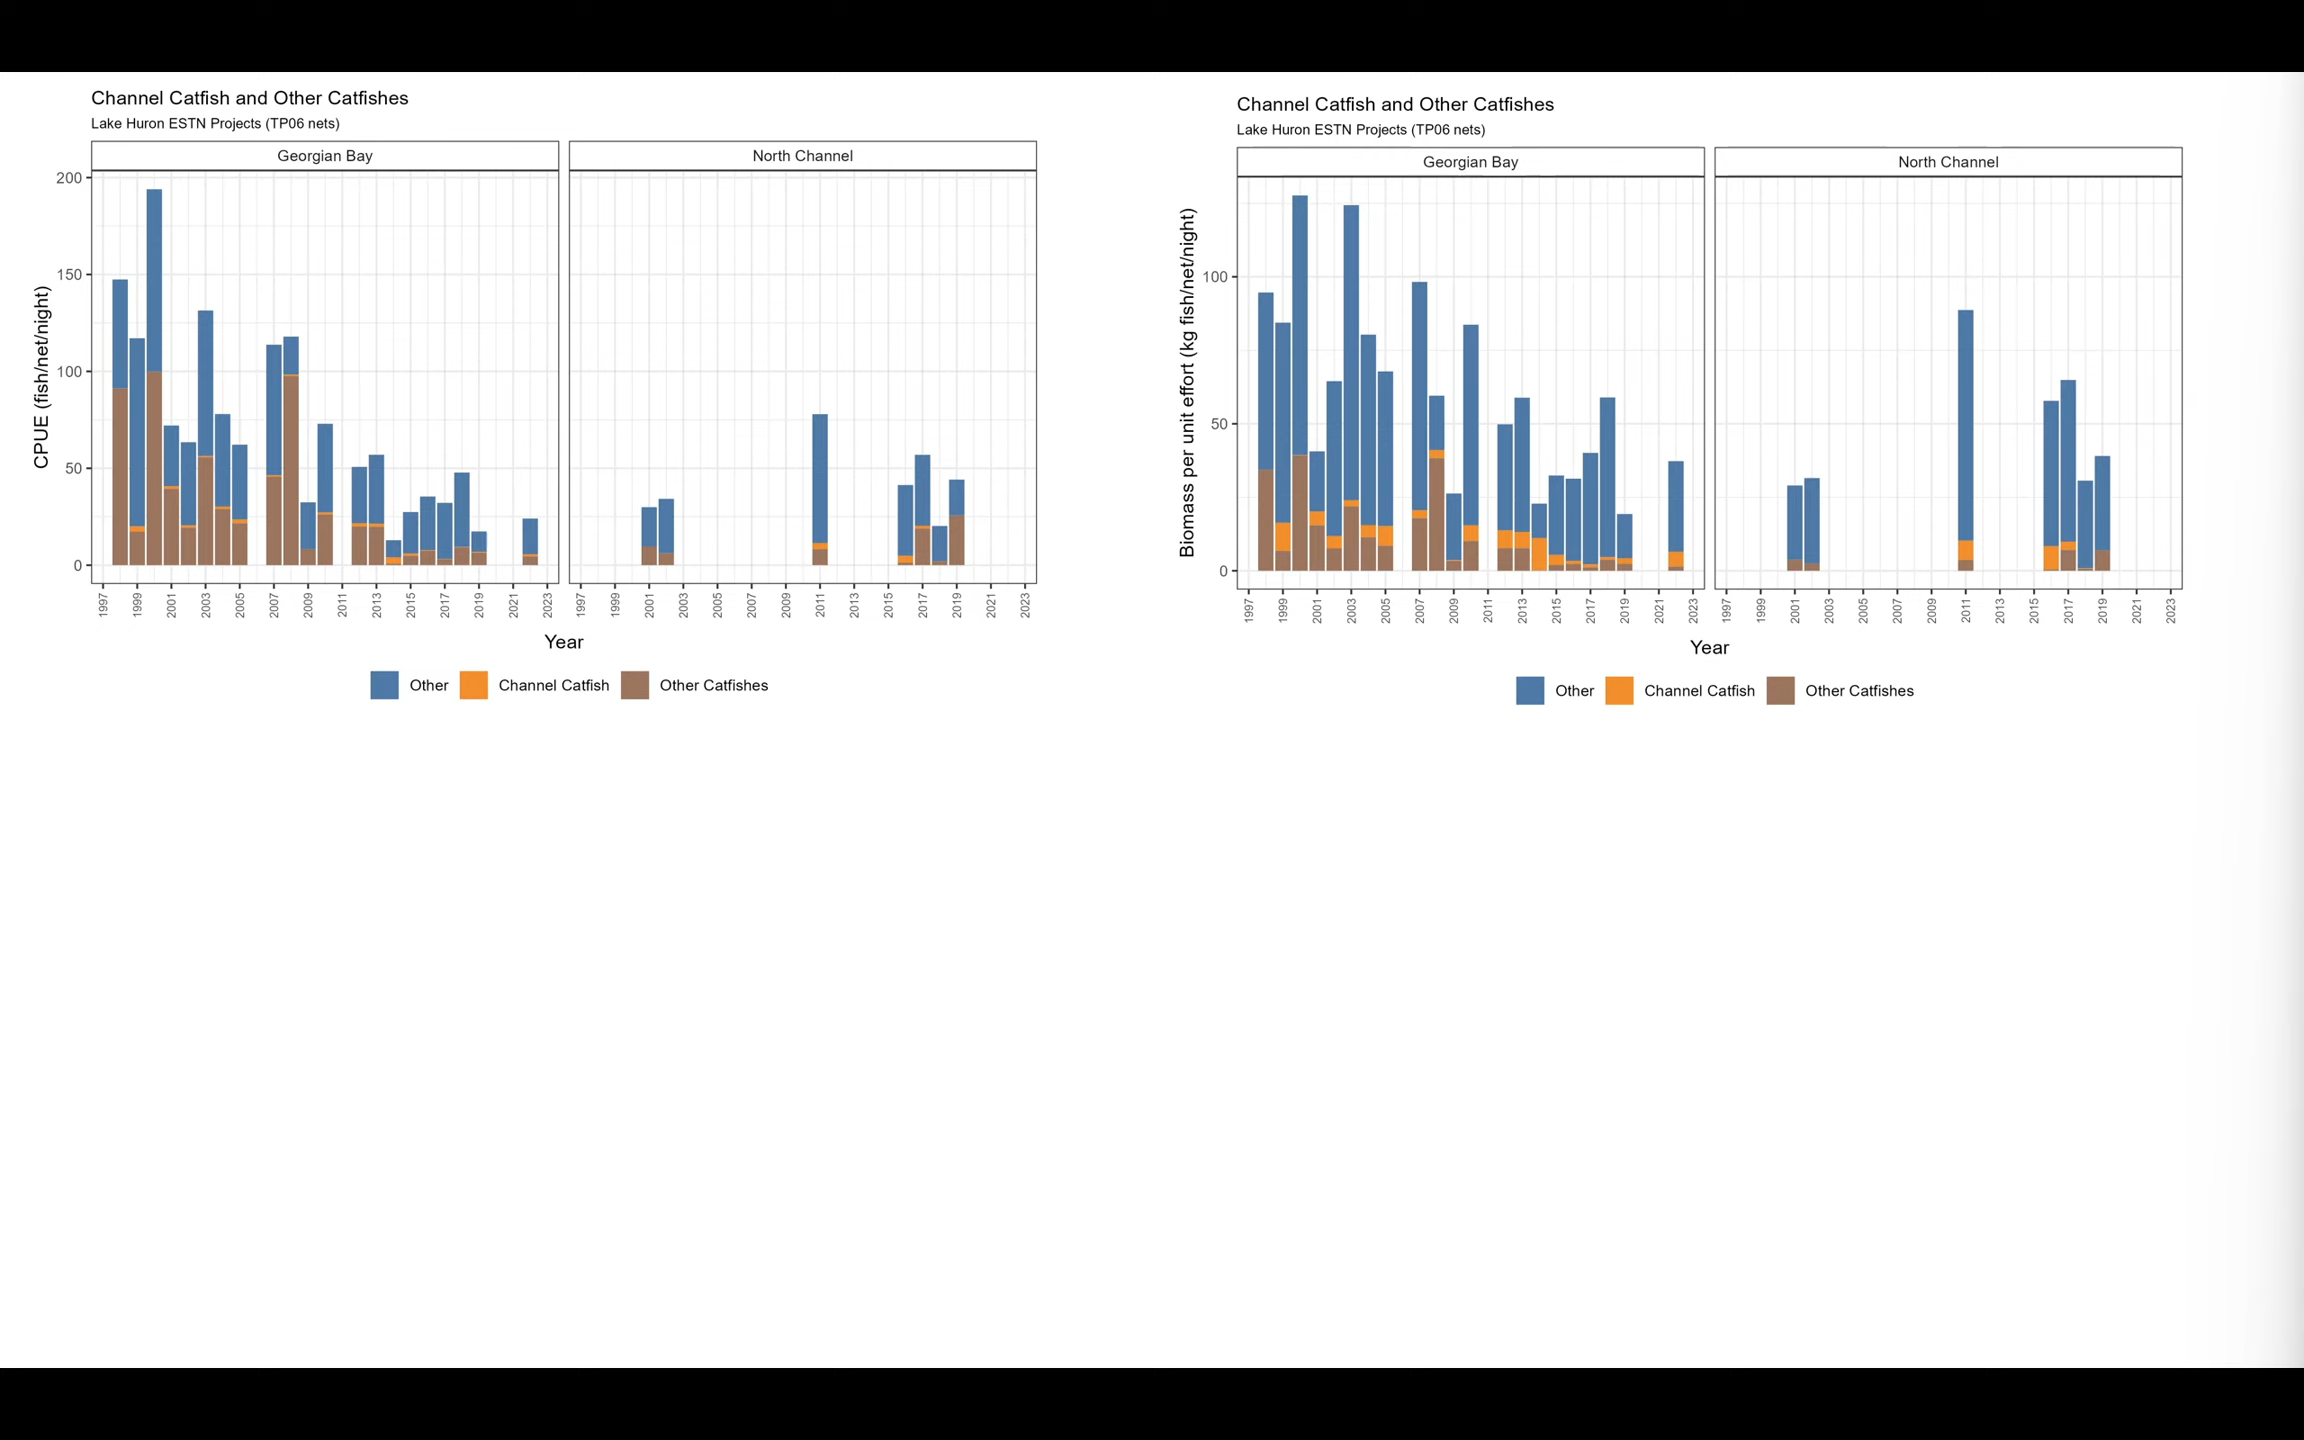 Channel Catfish and Other Catfishes
Lake Huron ESTN Projects (TP06 nets)
Georgian Bay
North Channel
CPUE (fish/net/night)
200
150
100
50
0
1997 1999 2001 2003 2005 2007 2009 2011 2013 2015 2017 2019 2021 2023
1997 1999 2001 2003 2005 2007 2009 2011 2013 2015 2017 2019 2021 2023
Year
Other Channel Catfish Other Catfishes
Channel Catfish and Other Catfishes
Lake Huron ESTN Projects (TP06 nets)
Georgian Bay
North Channel
Biomass per unit effort (kg fish/net/night)
100
50
0
1997 1999 2001 2003 2005 2007 2009 2011 2013 2015 2017 2019 2021 2023
1997 1999 2001 2003 2005 2007 2009 2011 2013 2015 2017 2019 2021 2023
Year
Other Channel Catfish Other Catfishes